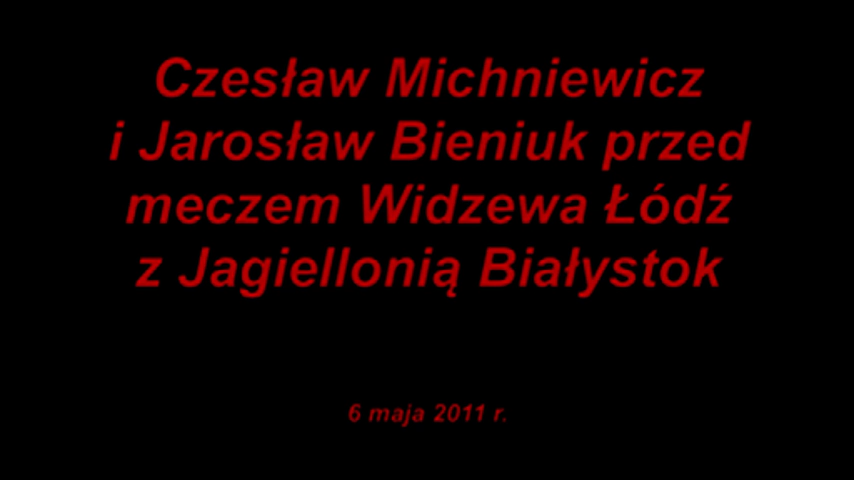 Czesław Michniewicz
i Jarosław Bieniuk przed
meczem Widzewa Łódź
z Jagiellonią Białystok
6 maja 2011 r.